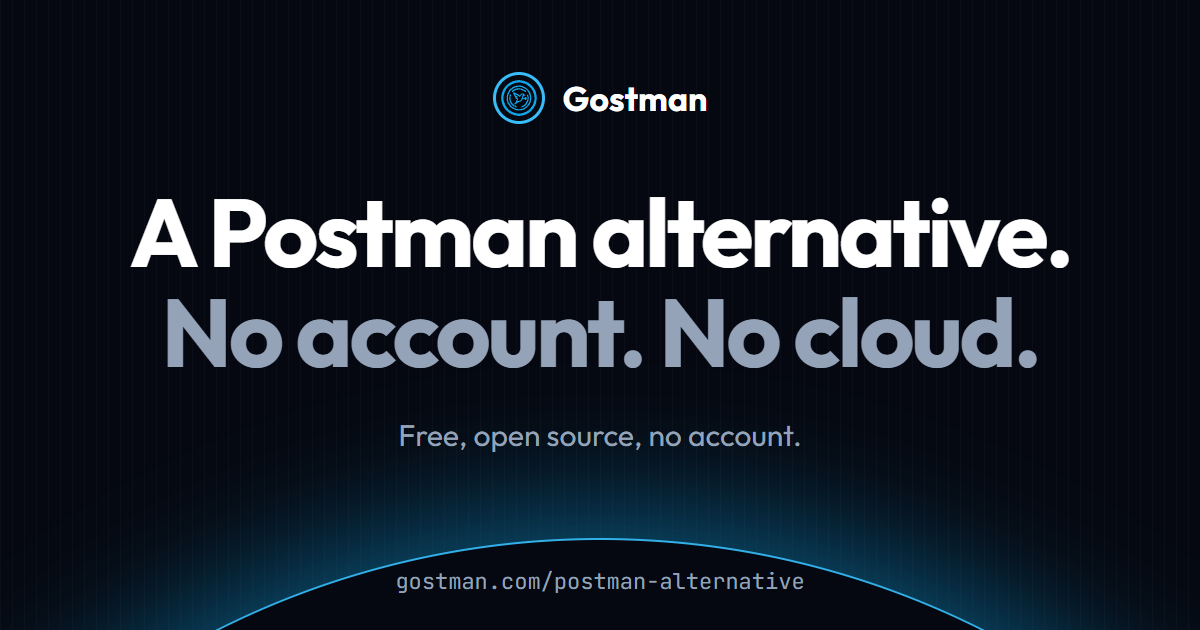 Gostman
A Postman alternative.
No account. No cloud.
Free, open source, no account.
gostman.com/postman-alternative